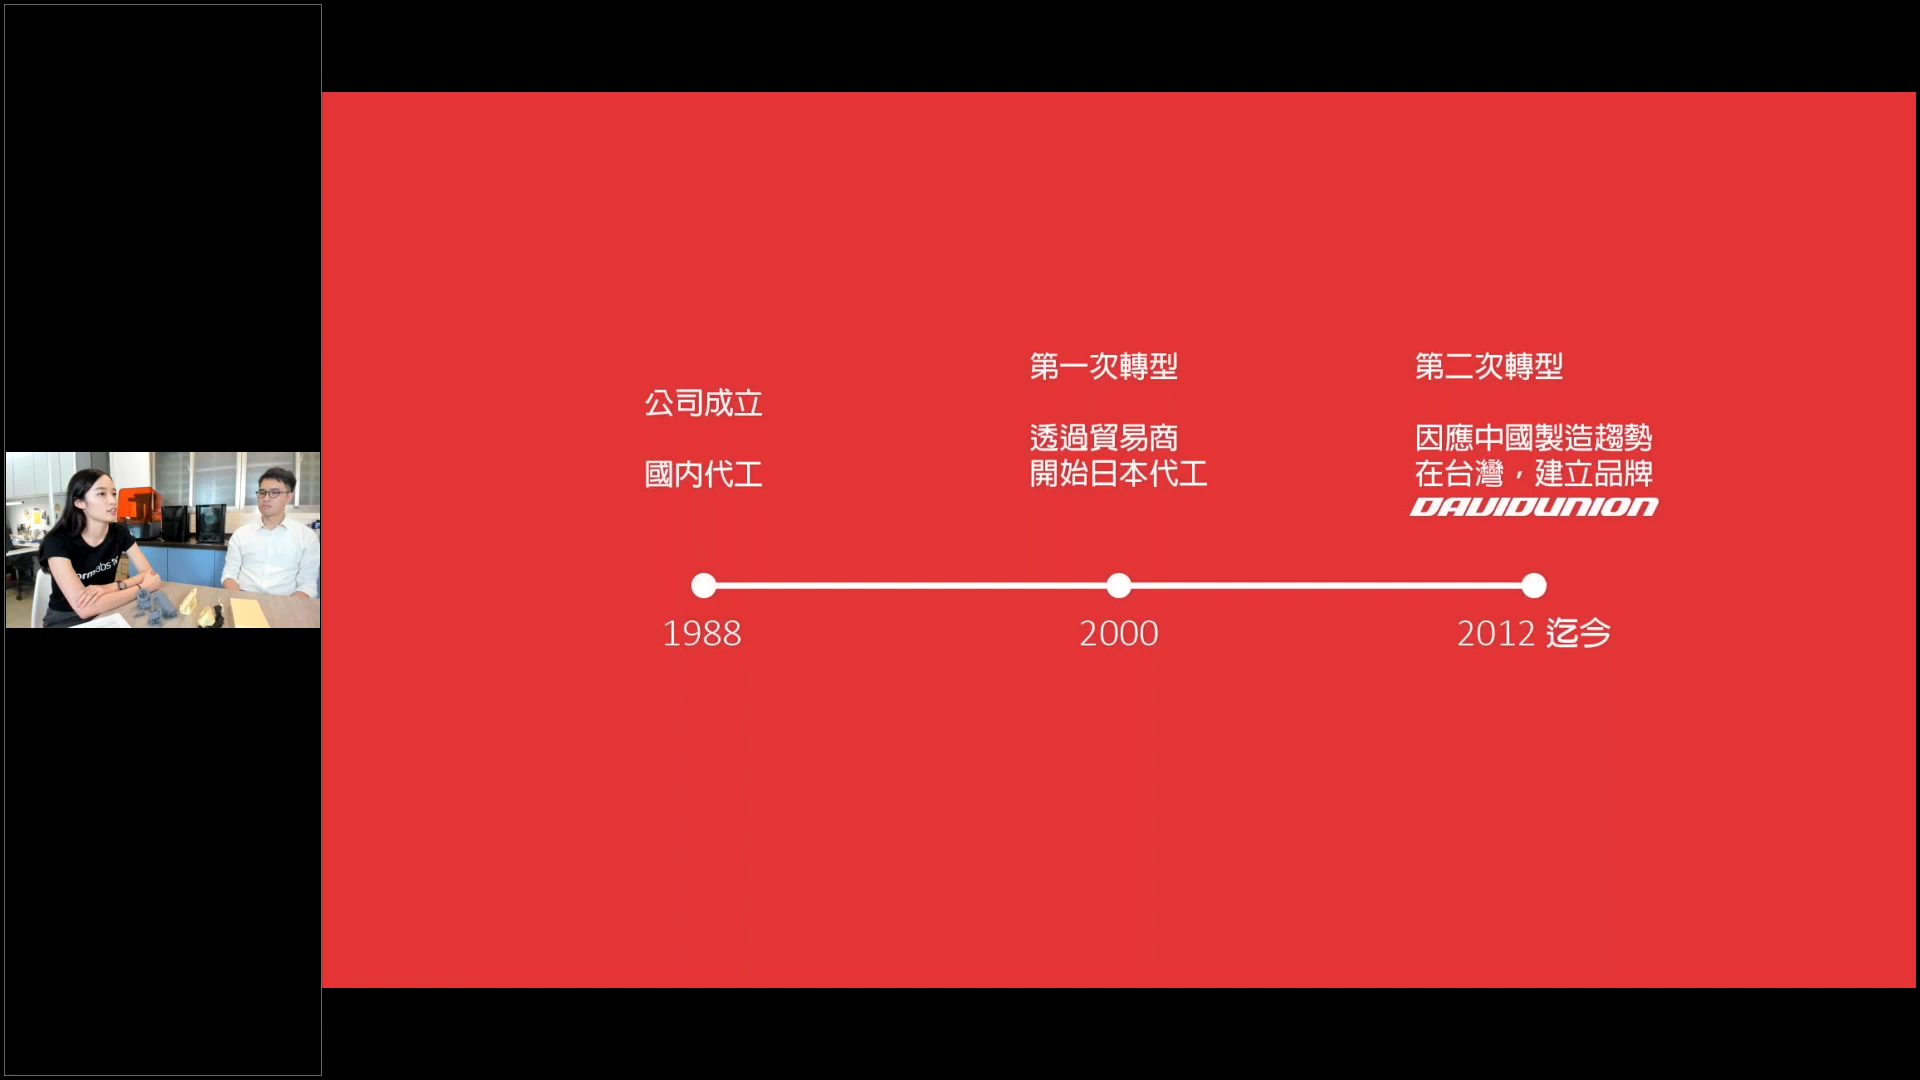 公司成立
國內代工
1988
第一次轉型
透過貿易商
開始日本代工
2000
第二次轉型
因應中國製造趨勢
在台灣，建立品牌
DAVIDUNION
2012 迄今